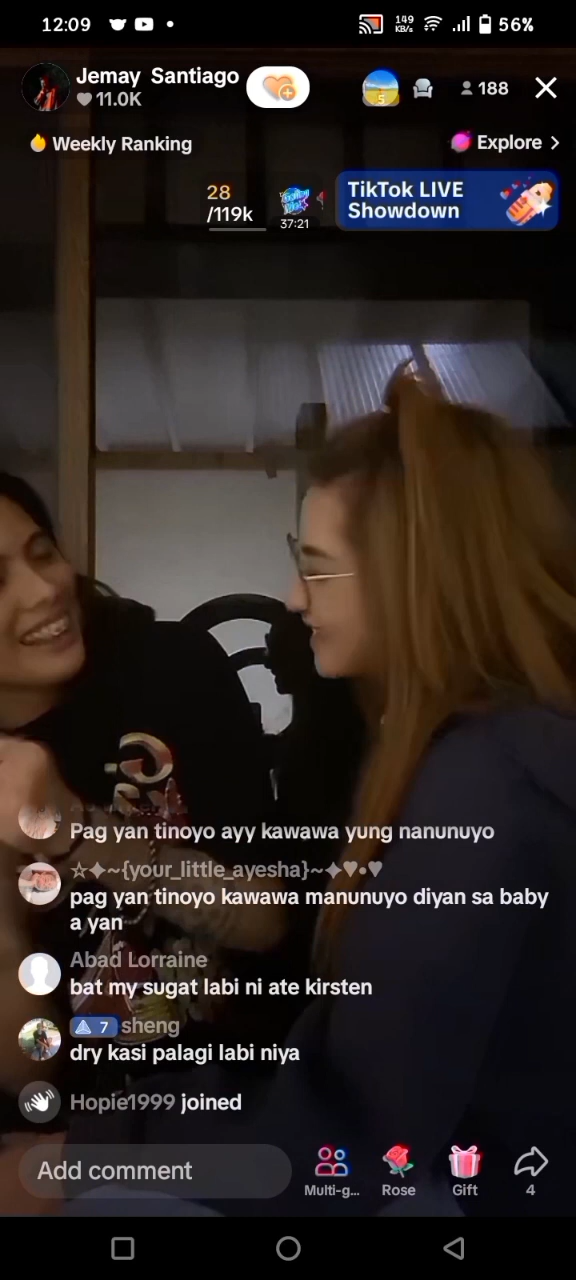 12:09
149
KB/s
56%
Jemay Santiago
11.0K
5
188
Weekly Ranking
Explore >
28
/119k
37:21
TikTok LIVE
Showdown
Pag yan tinoyo ayy kawawa yung nanunuyo
☆✦~{your_little_ayesha}~✦♥•♥
pag yan tinoyo kawawa manunuyo diyan sa baby
a yan
Abad Lorraine
bat my sugat labi ni ate kirsten
7 sheng
dry kasi palagi labi niya
Hopie1999 joined
Add comment
Multi-g...
Rose
Gift
4